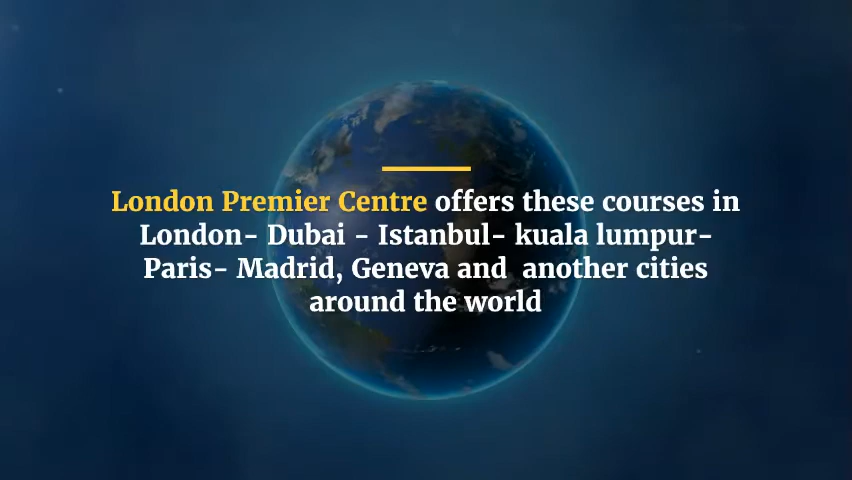 London Premier Centre offers these courses in
London- Dubai - Istanbul- kuala lumpur-
Paris- Madrid, Geneva and  another cities
around the world